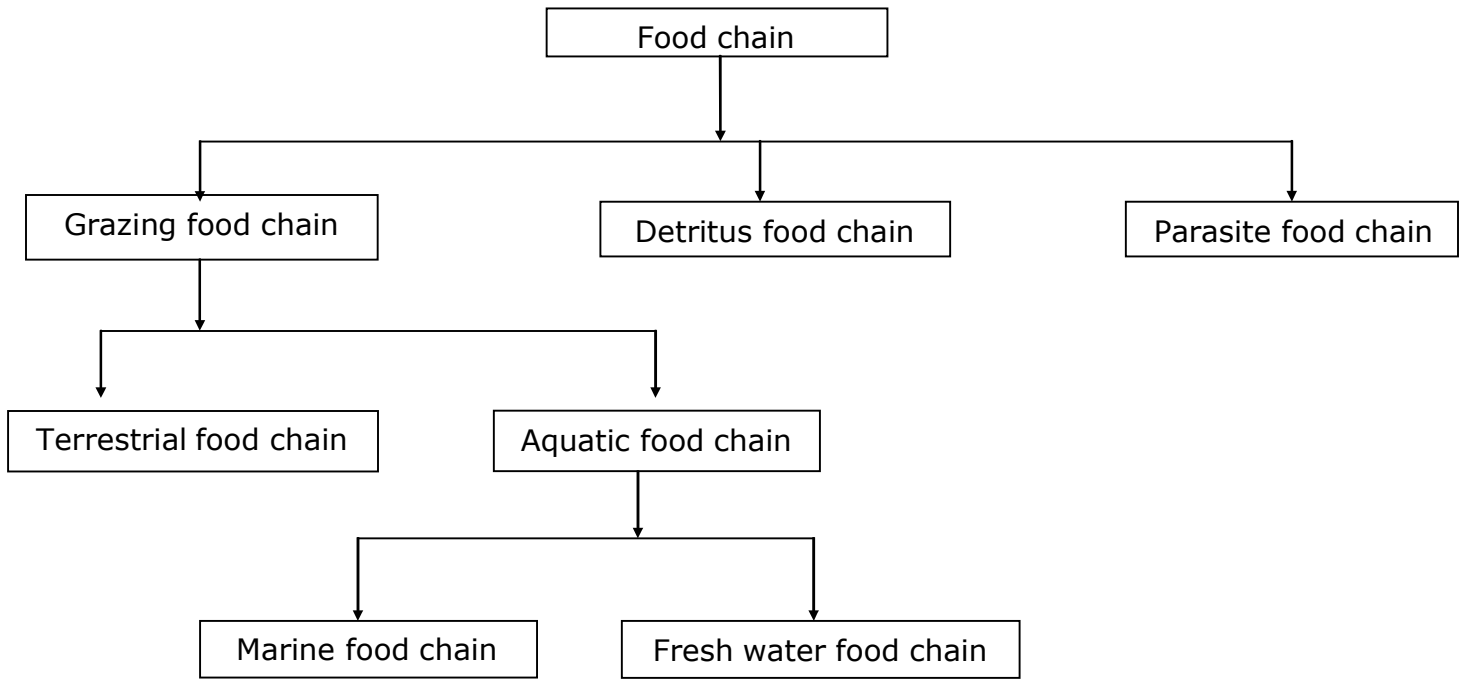 Food chain
Grazing food chain
Detritus food chain
Parasite food chain
Terrestrial food chain
Aquatic food chain
Marine food chain
Fresh water food chain